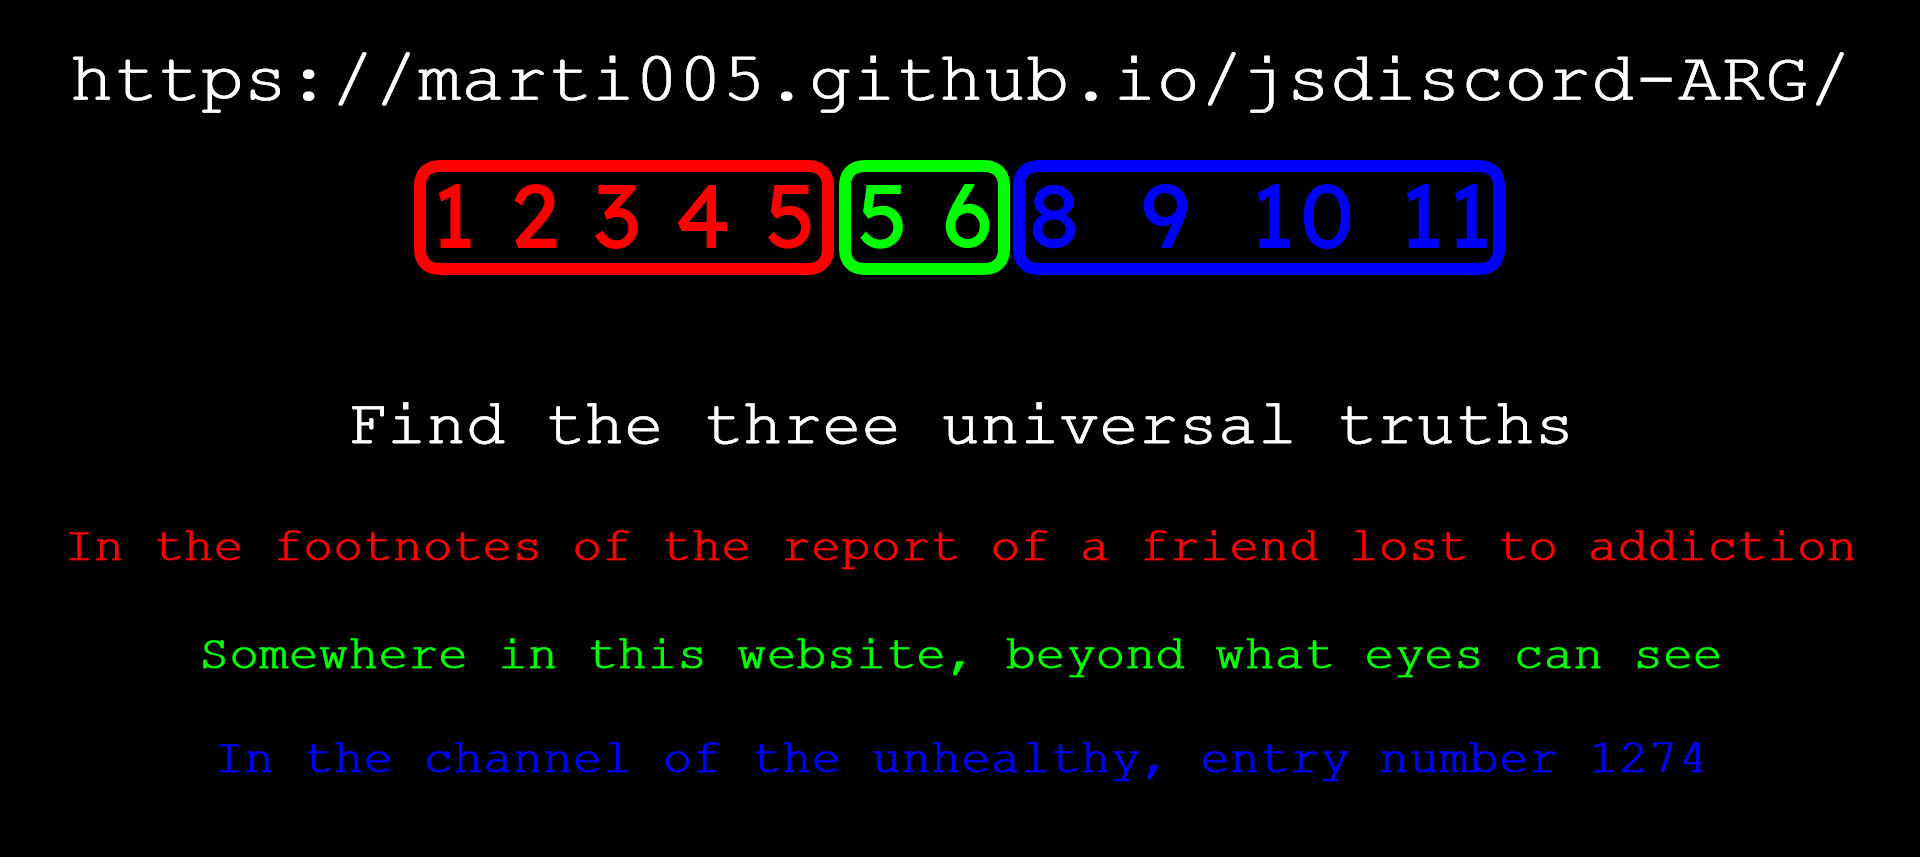 https://marti005.github.io/jsdiscord-ARG/
1 2 3 4 5 5 6 8 9 10 11
Find the three universal truths
In the footnotes of the report of a friend lost to addiction
Somewhere in this website, beyond what eyes can see
In the channel of the unhealthy, entry number 1274